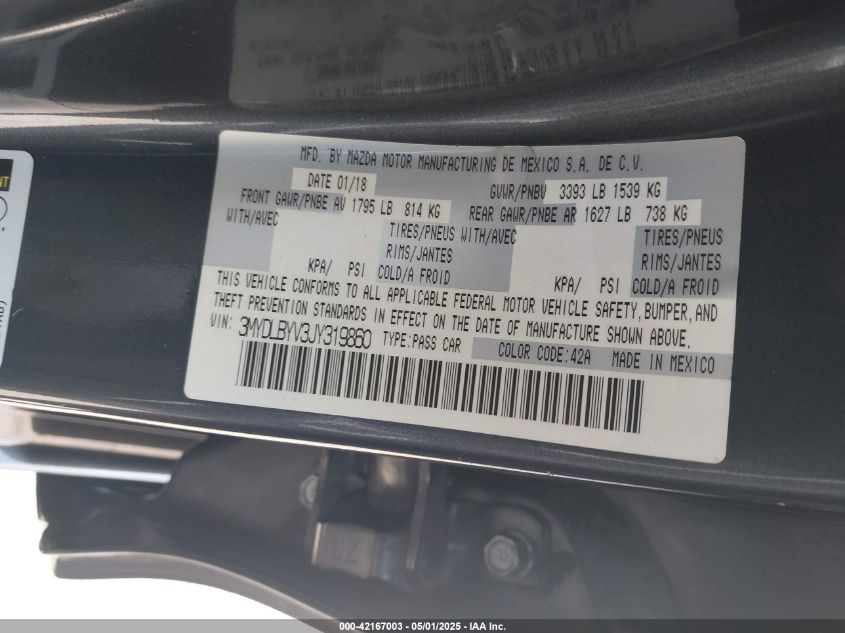 MFD. BY MAZDA MOTOR MANUFACTURING DE MEXICO S.A. DE C.V.
DATE 01/18 GVWR/PNBV 3393 LB 1539 KG
FRONT GAWR/PNBE AV 1795 LB 814 KG REAR GAWR/PNBE AR 1627 LB 738 KG
WITH/AVEC TIRES/PNEUS WITH/AVEC TIRES/PNEUS
RIMS/JANTES RIMS/JANTES
KPA/ PSI COLD/A FROID KPA/ PSI COLD/A FROID
THIS VEHICLE CONFORMS TO ALL APPLICABLE FEDERAL MOTOR VEHICLE SAFETY, BUMPER, AND
THEFT PREVENTION STANDARDS IN EFFECT ON THE DATE OF MANUFACTURE SHOWN ABOVE.
VIN: 3MYDLBYV3JY319860 TYPE:PASS CAR
COLOR CODE:42A MADE IN MEXICO
000-42167003 - 05/01/2025 - IAA Inc.